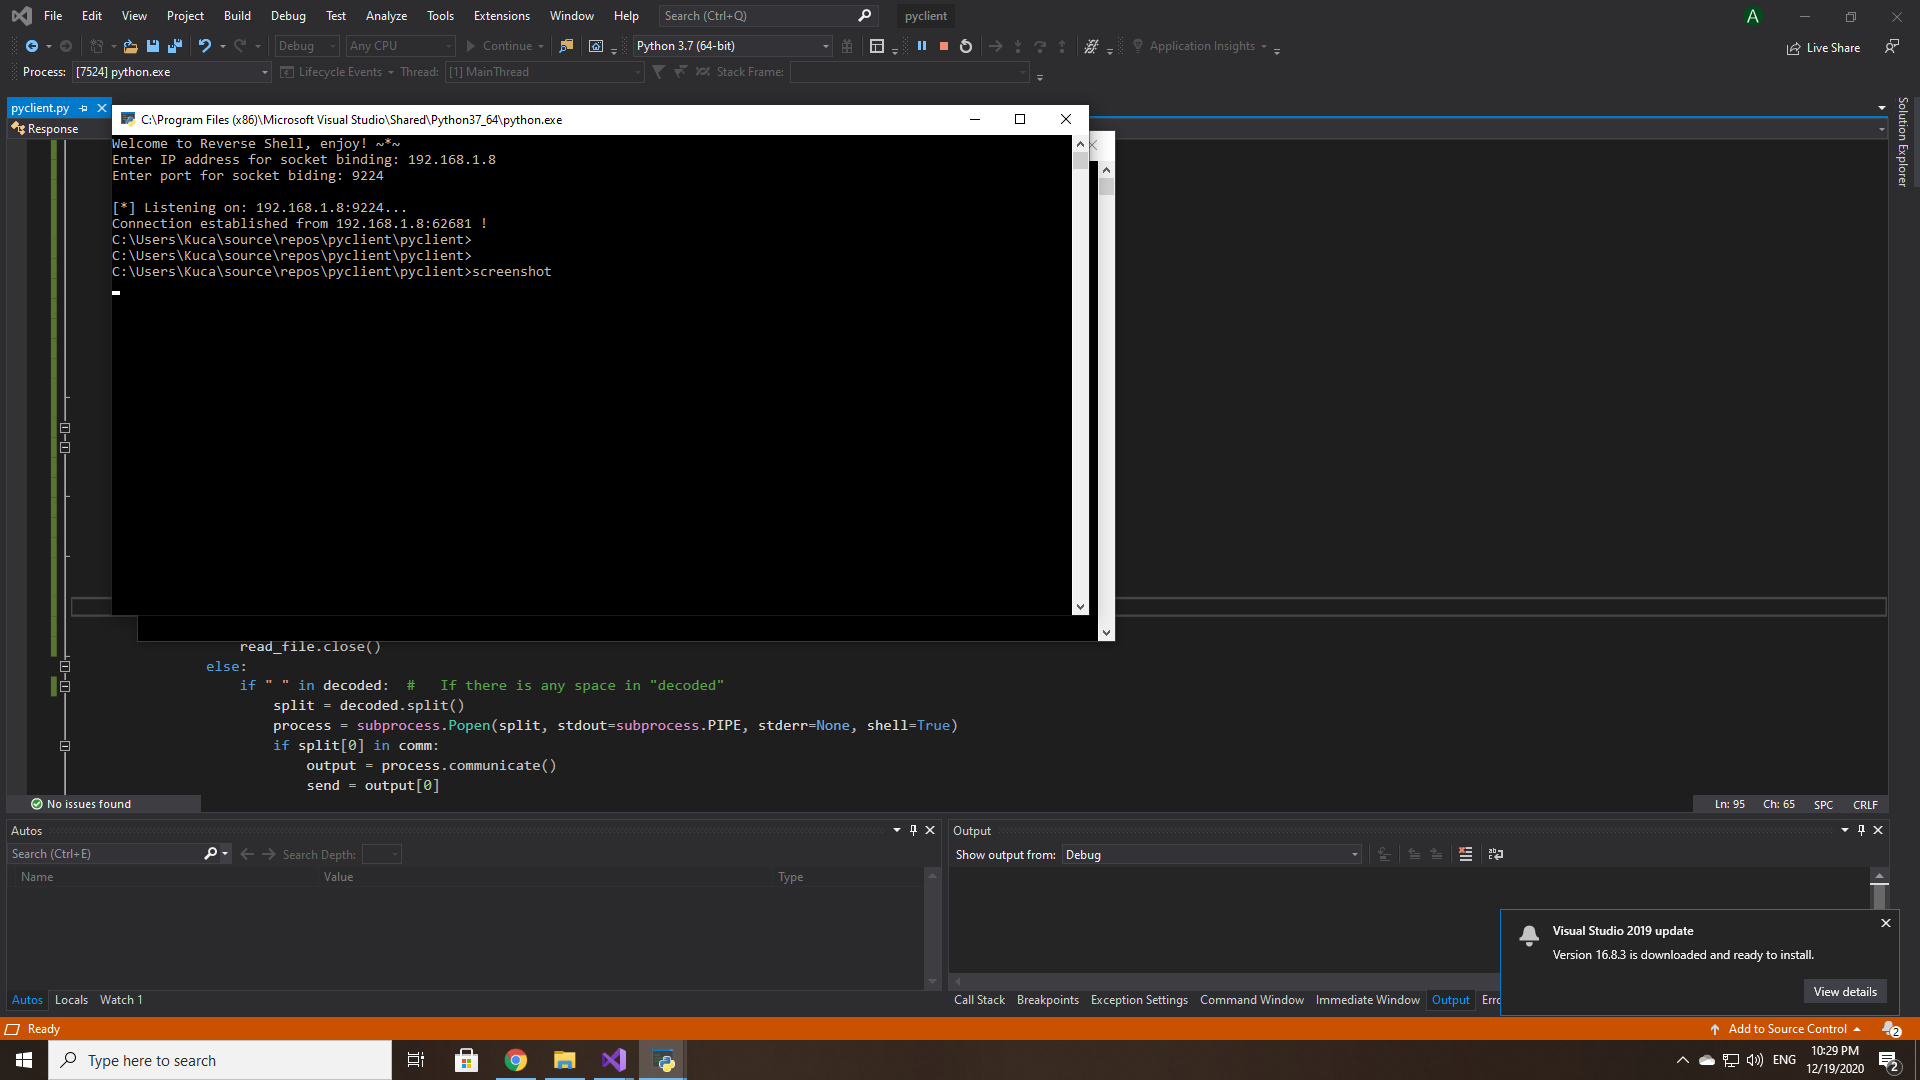 File Edit View Project Build Debug Test Analyze Tools Extensions Window Help Search (Ctrl+Q) pyclient A
Debug Any CPU Continue Python 3.7 (64-bit) Application Insights Live Share
Process: [7524] python.exe Lifecycle Events Thread: [1] MainThread Stack Frame:
pyclient.py
Response
Solution Explorer
C:\Program Files (x86)\Microsoft Visual Studio\Shared\Python37_64\python.exe
Welcome to Reverse Shell, enjoy! ~*~
Enter IP address for socket binding: 192.168.1.8
Enter port for socket biding: 9224
[*] Listening on: 192.168.1.8:9224...
Connection established from 192.168.1.8:62681 !
C:\Users\Kuca\source\repos\pyclient\pyclient>
C:\Users\Kuca\source\repos\pyclient\pyclient>
C:\Users\Kuca\source\repos\pyclient\pyclient>screenshot
read_file.close()
else:
if " " in decoded: # If there is any space in "decoded"
split = decoded.split()
process = subprocess.Popen(split, stdout=subprocess.PIPE, stderr=None, shell=True)
if split[0] in comm:
output = process.communicate()
send = output[0]
No issues found Ln: 95 Ch: 65 SPC CRLF
Autos
Search (Ctrl+E) Search Depth:
Name Value Type
Autos Locals Watch 1
Output
Show output from: Debug
Call Stack Breakpoints Exception Settings Command Window Immediate Window Output Erro
Visual Studio 2019 update
Version 16.8.3 is downloaded and ready to install.
View details
Ready Add to Source Control 2
Type here to search ENG 10:29 PM
12/19/2020 2